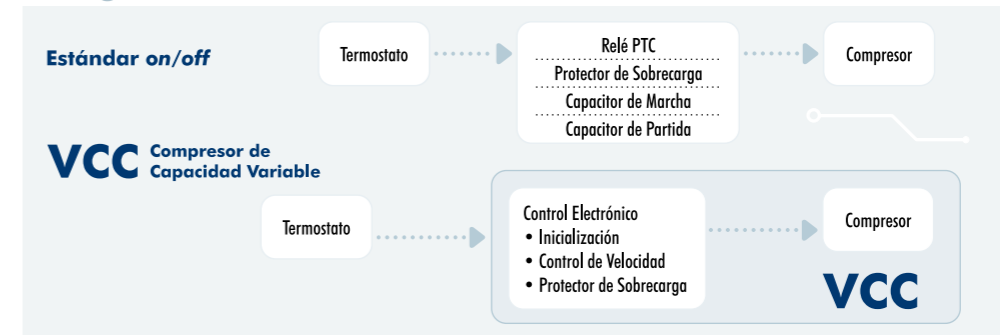 Estándar on/off
Termostato
Relé PTC
Protector de Sobrecarga
Capacitor de Marcha
Capacitor de Partida
Compresor
VCC Compresor de
Capacidad Variable
Termostato
Control Electrónico
• Inicialización
• Control de Velocidad
• Protector de Sobrecarga
Compresor
VCC